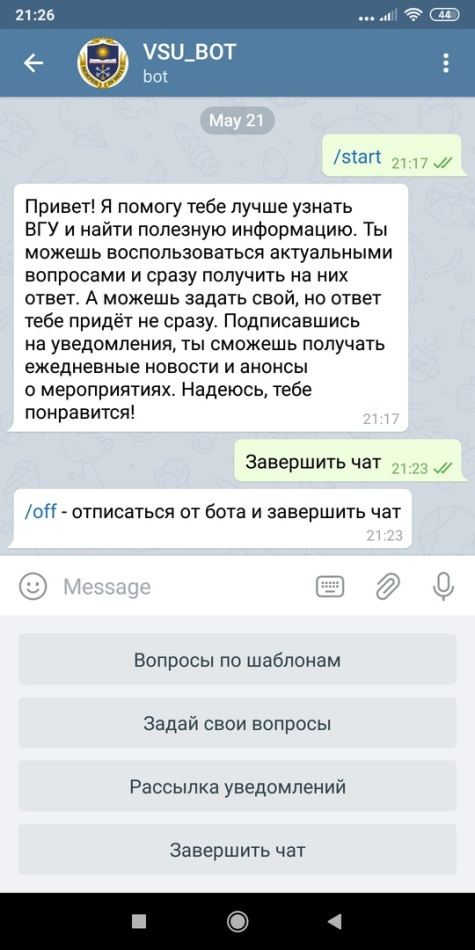 21:26
44
VSU_BOT
bot
May 21
/start 21:17
Привет! Я помогу тебе лучше узнать
ВГУ и найти полезную информацию. Ты
можешь воспользоваться актуальными
вопросами и сразу получить на них
ответ. А можешь задать свой, но ответ
тебе придёт не сразу. Подписавшись
на уведомления, ты сможешь получать
ежедневные новости и анонсы
о мероприятиях. Надеюсь, тебе
понравится!
21:17
Завершить чат 21:23
/off - отписаться от бота и завершить чат
21:23
Message
Вопросы по шаблонам
Задай свои вопросы
Рассылка уведомлений
Завершить чат